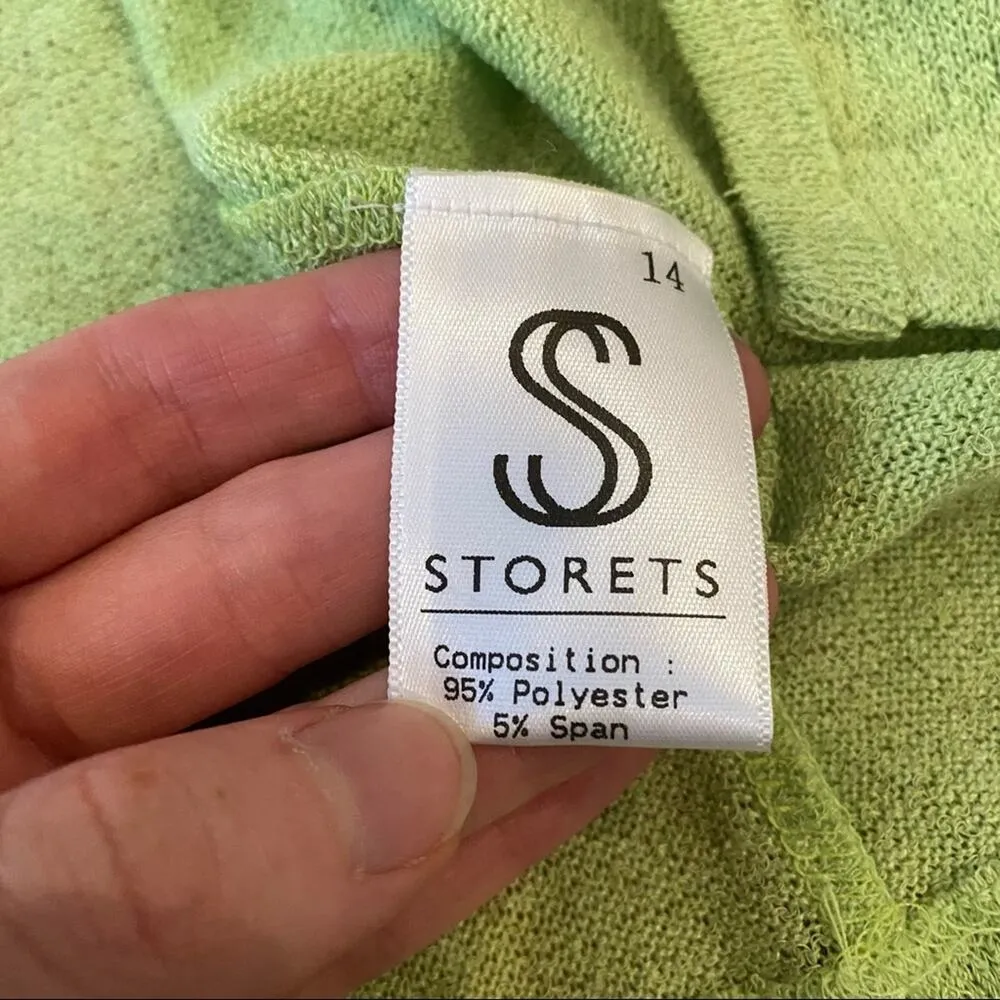 14
S
STORETS
Composition :
95% Polyester
5% Span